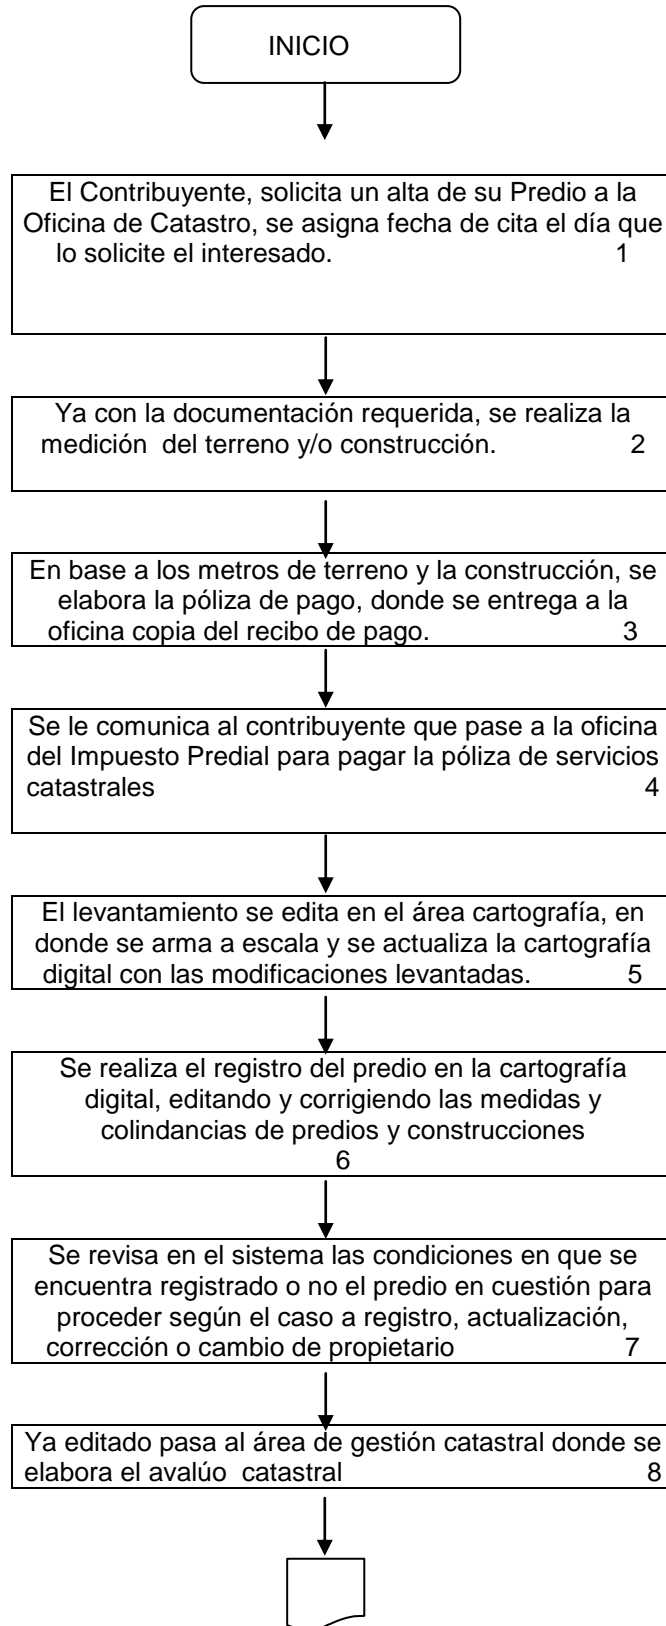 INICIO
El Contribuyente, solicita un alta de su Predio a la
Oficina de Catastro, se asigna fecha de cita el día que
lo solicite el interesado. 1
Ya con la documentación requerida, se realiza la
medición del terreno y/o construcción. 2
En base a los metros de terreno y la construcción, se
elabora la póliza de pago, donde se entrega a la
oficina copia del recibo de pago. 3
Se le comunica al contribuyente que pase a la oficina
del Impuesto Predial para pagar la póliza de servicios
catastrales 4
El levantamiento se edita en el área cartografía, en
donde se arma a escala y se actualiza la cartografía
digital con las modificaciones levantadas. 5
Se realiza el registro del predio en la cartografía
digital, editando y corrigiendo las medidas y
colindancias de predios y construcciones
6
Se revisa en el sistema las condiciones en que se
encuentra registrado o no el predio en cuestión para
proceder según el caso a registro, actualización,
corrección o cambio de propietario 7
Ya editado pasa al área de gestión catastral donde se
elabora el avalúo catastral 8